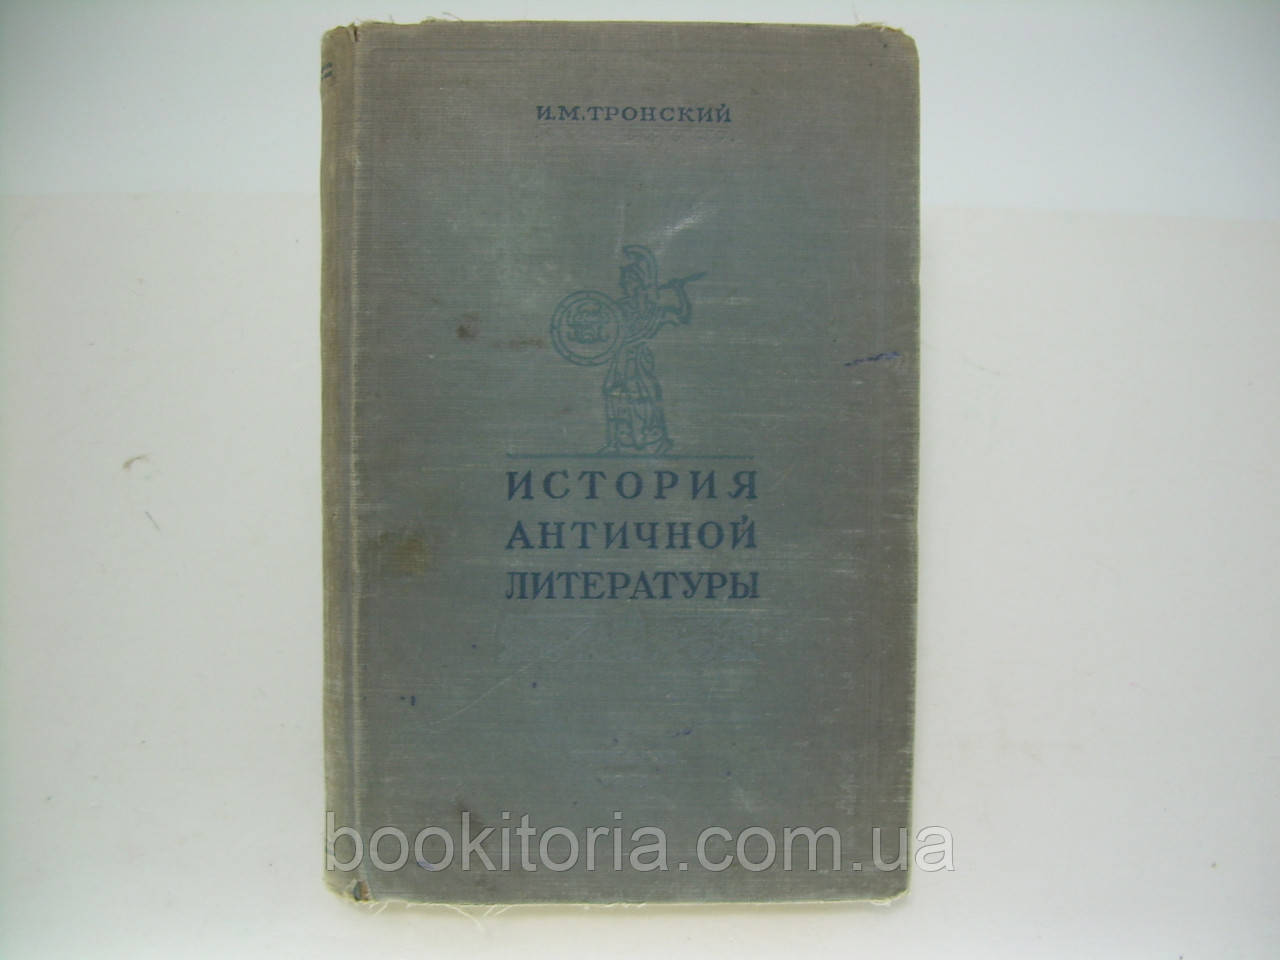 И.М.ТРОНСКИЙ
ИСТОРИЯ
АНТИЧНОЙ
ЛИТЕРАТУРЫ
bookitoria.com.ua